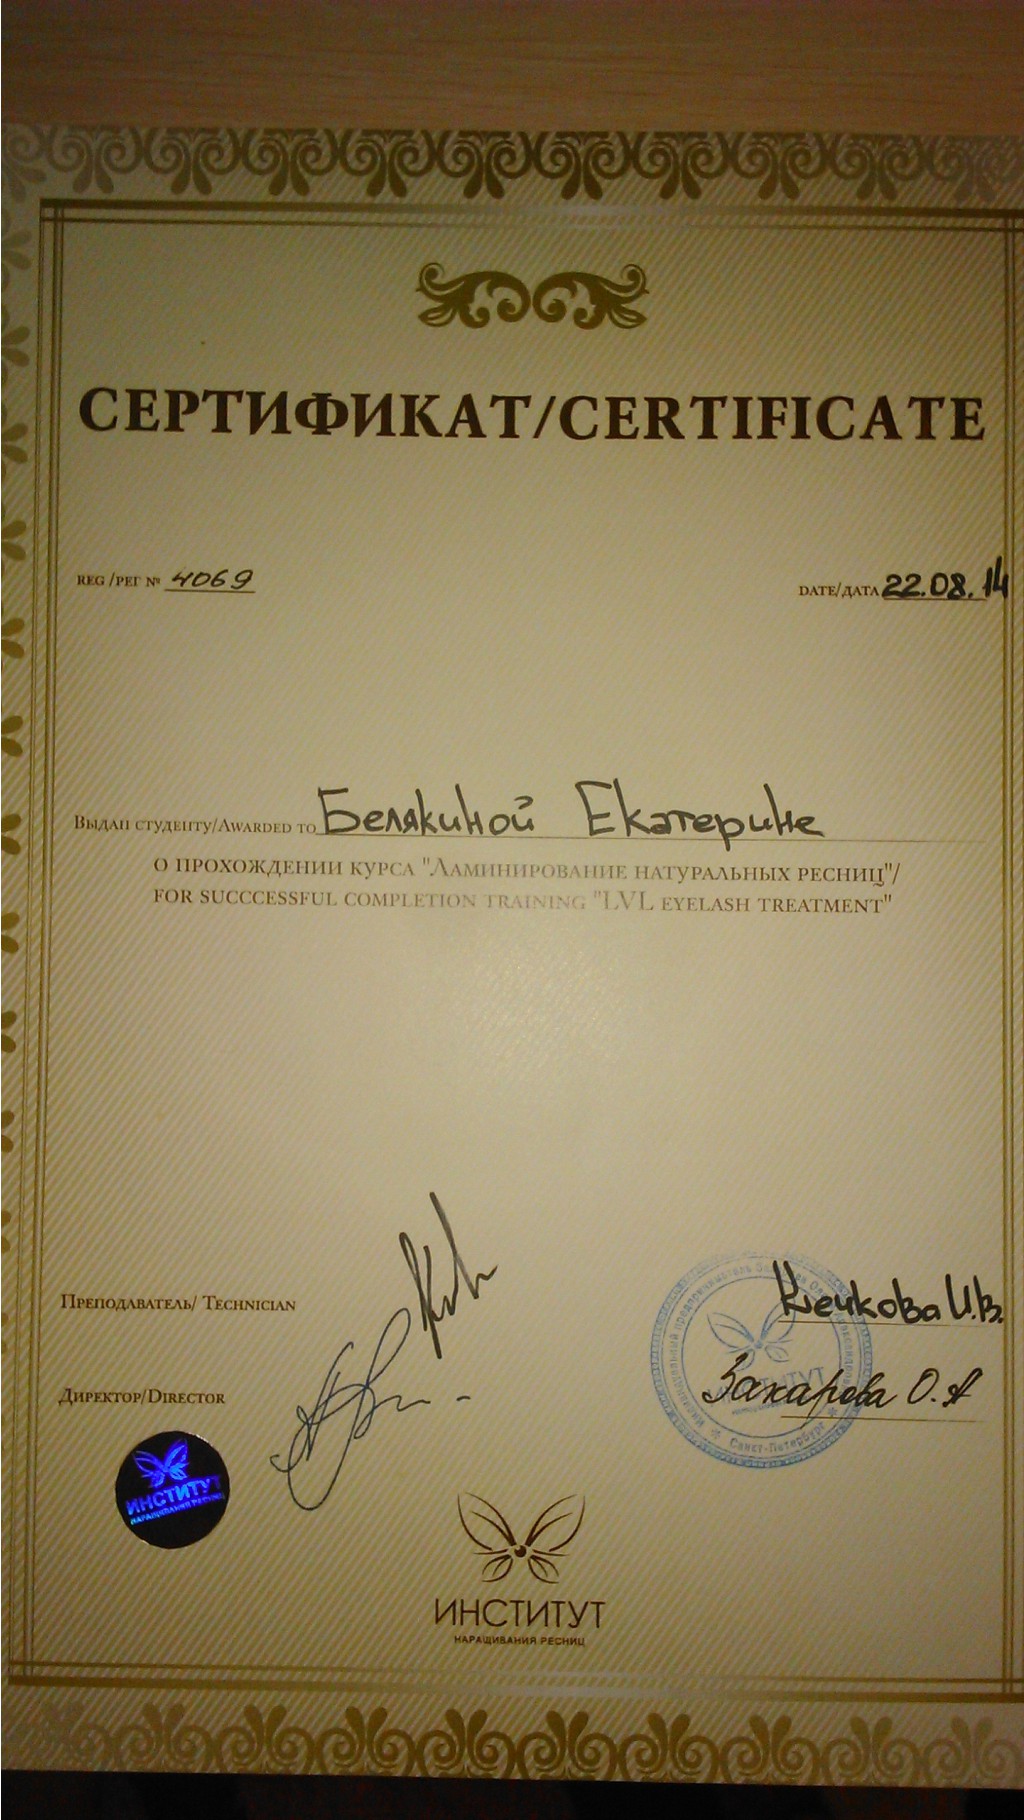 СЕРТИФИКАТ/CERTIFICATE
REG/РЕГ № 4069
DATE/ДАТА 22.08.14
Выдан студенту/Awarded to Белякиной Екатерине
о прохождении курса "Ламинирование натуральных ресниц"/
for succcessful completion training "LVL eyelash treatment"
Преподаватель/ Technician
Клечкова И.В.
Директор/Director
Захарова О.А
Санкт-Петербург
ИНСТИТУТ
НАРАЩИВАНИЯ РЕСНИЦ
ИНСТИТУТ
НАРАЩИВАНИЯ РЕСНИЦ